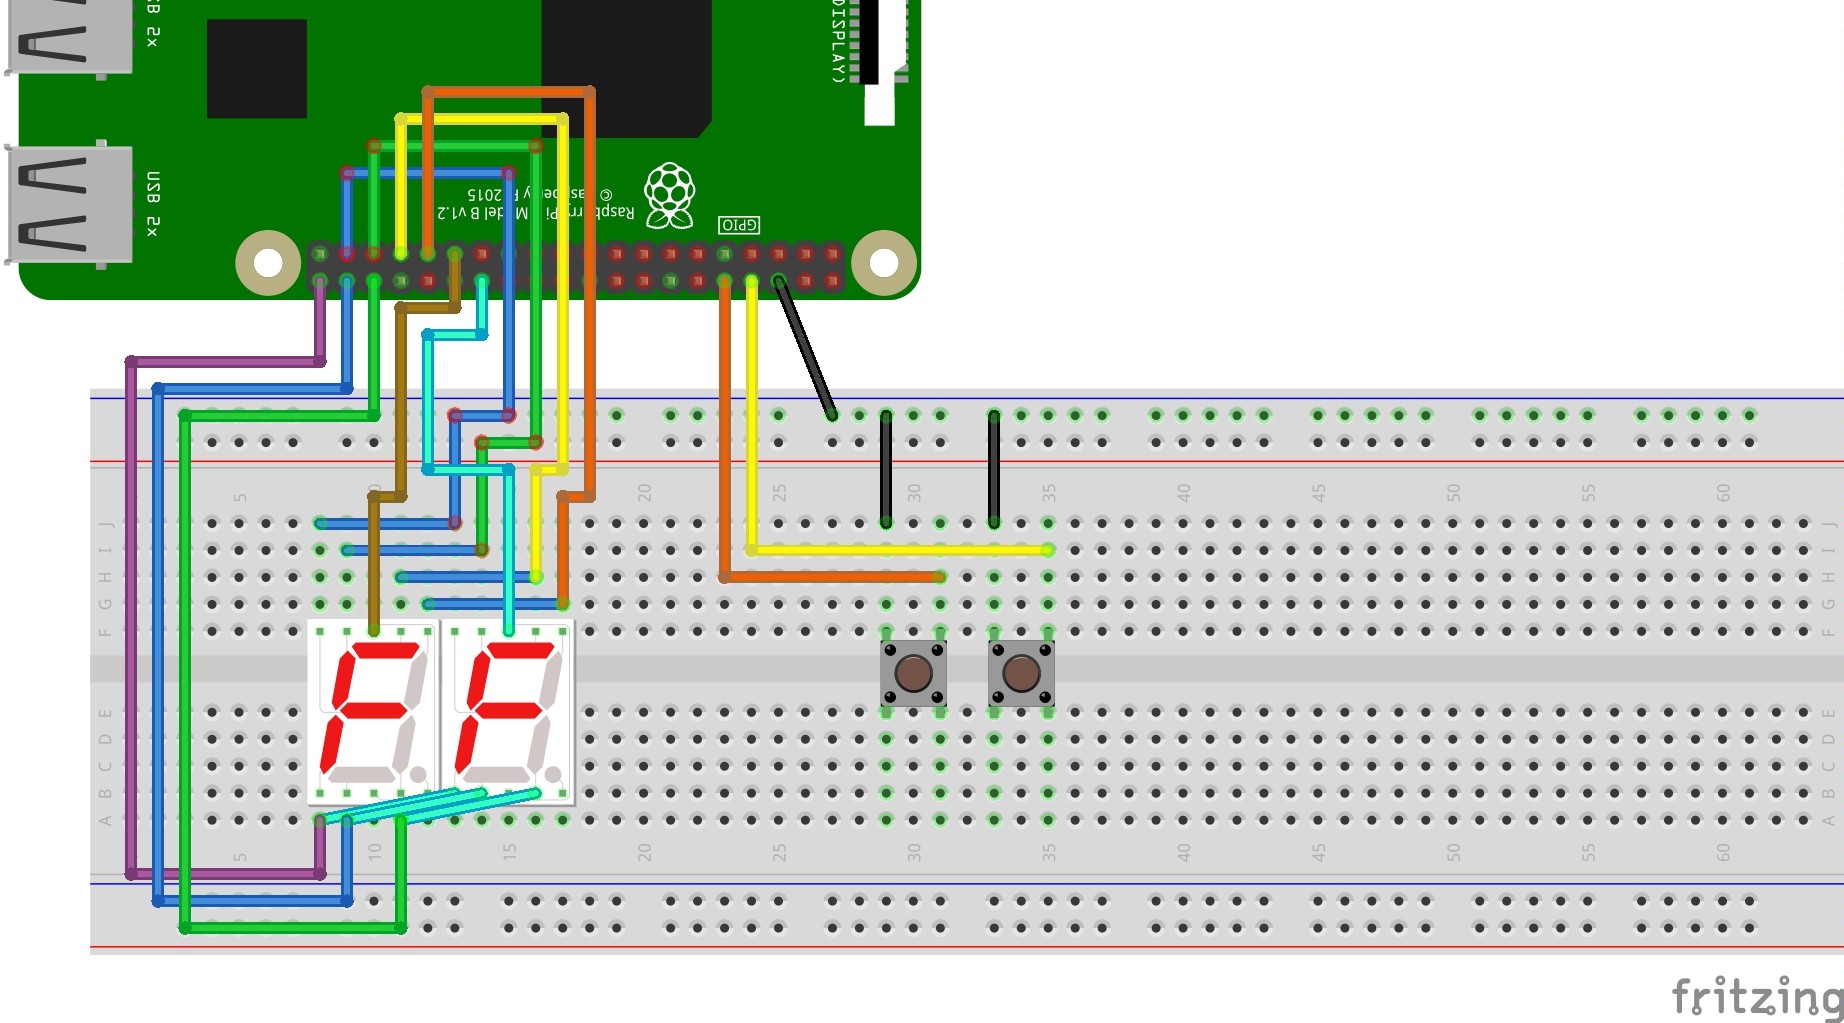 DISPLAY)
USB 2x
USB 2x
© Raspberry Pi 2015
Raspberry Pi Model B v1.2
GPIO
5 15 20 25 30 35 40 45 50 55 60
J J
I I
H H
G G
F F
E E
D D
C C
B B
A A
5 10 15 20 25 30 35 40 45 50 55 60
fritzing